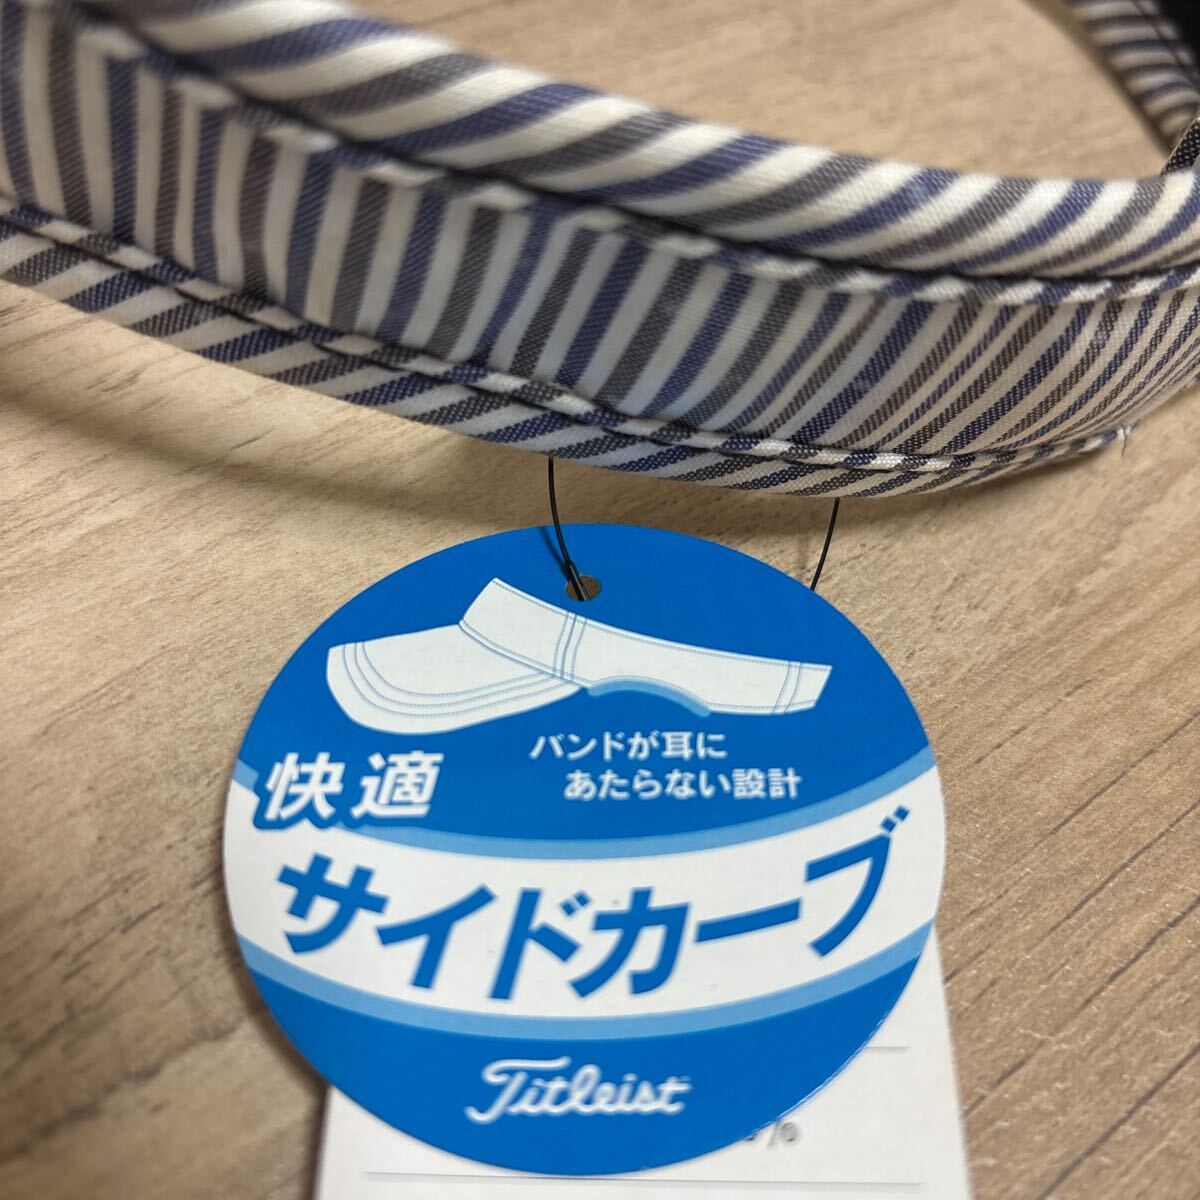 バンドが耳に
あたらない設計
快適
サイドカーブ
Titleist